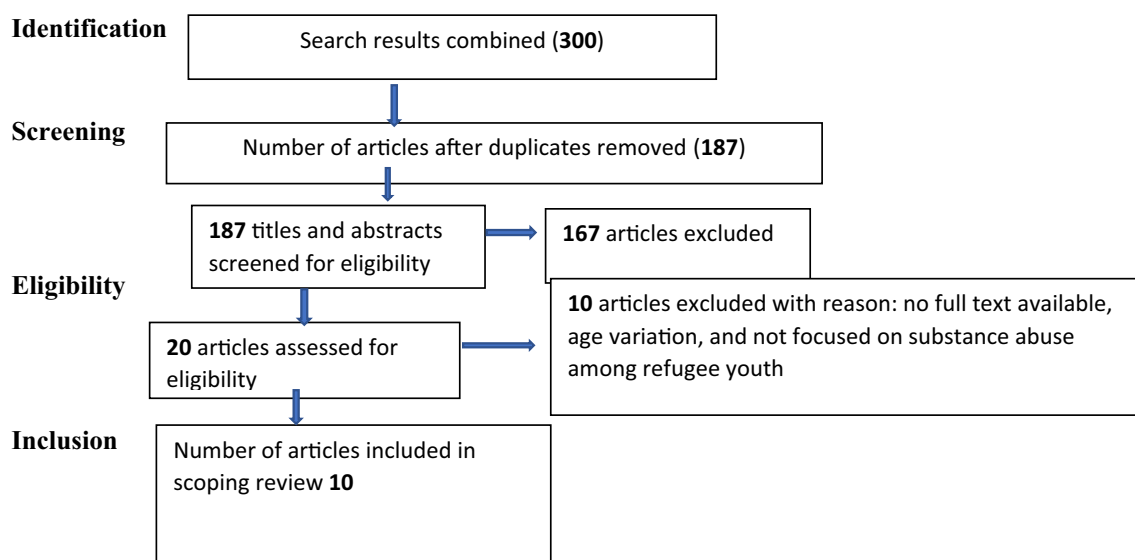 Identification
Search results combined (300)
Screening
Number of articles after duplicates removed (187)
187 titles and abstracts
screened for eligibility
167 articles excluded
Eligibility
10 articles excluded with reason: no full text available,
age variation, and not focused on substance abuse
among refugee youth
20 articles assessed for
eligibility
Inclusion
Number of articles included in
scoping review 10